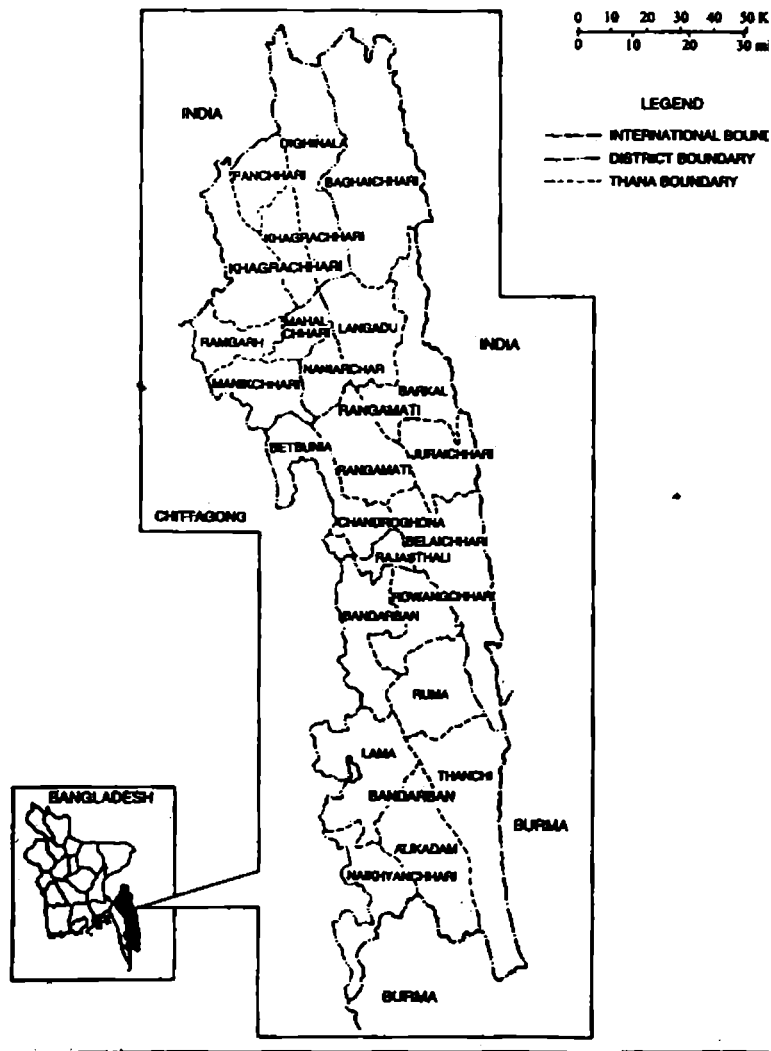 0 10 20 30 40 50 K
0 10 20 30 mi
LEGEND
INTERNATIONAL BOUND
DISTRICT BOUNDARY
THANA BOUNDARY
INDIA
DIGHINALA
PANCHHARI
BAGHAICHHARI
KHAGRACHHARI
KHAGRACHHARI
MAHAL
CHHARI
LANGADU
RAMGARH
INDIA
NANIARCHAR
MANIKCHHARI
BARKAL
RANGAMATI
BETBUNIA
JURAICHHARI
RANGAMATI
CHITTAGONG
CHANDROGHONA
BELAICHHARI
RAJASTHALI
ROWANGCHHARI
BANDARBAN
RUMA
LAMA
THANCHI
BANDARBAN
BANGLADESH
BURMA
ALIKADAM
NAIKHYANCHHARI
BURMA